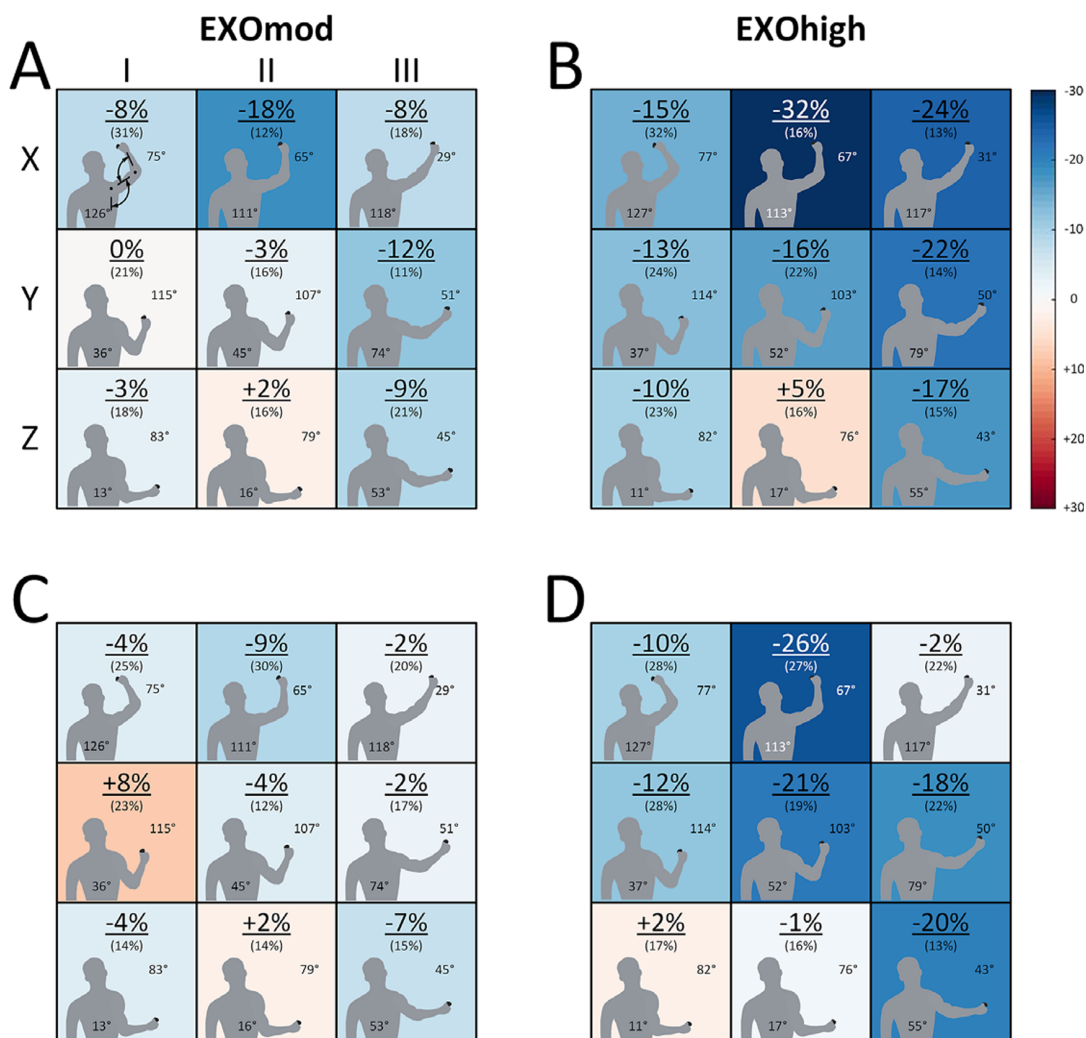 EXOmod EXOhigh
A I II III B
X -8% -18% -8% -15% -32% -24%
(31%) (12%) (18%) (32%) (16%) (13%)
75° 65° 29° 77° 67° 31°
126° 111° 118° 127° 113° 117°
Y 0% -3% -12% -13% -16% -22%
(21%) (16%) (11%) (24%) (22%) (14%)
115° 107° 51° 114° 103° 50°
36° 45° 74° 37° 52° 79°
Z -3% +2% -9% -10% +5% -17%
(18%) (16%) (21%) (23%) (16%) (15%)
83° 79° 45° 82° 76° 43°
13° 16° 53° 11° 17° 55°
-30
-20
-10
0
+10
+20
+30
C D
-4% -9% -2% -10% -26% -2%
(25%) (30%) (20%) (28%) (27%) (22%)
75° 65° 29° 77° 67° 31°
126° 111° 118° 127° 113° 117°
+8% -4% -2% -12% -21% -18%
(23%) (12%) (17%) (28%) (19%) (22%)
115° 107° 51° 114° 103° 50°
36° 45° 74° 37° 52° 79°
-4% +2% -7% +2% -1% -20%
(14%) (14%) (15%) (17%) (16%) (13%)
83° 79° 45° 82° 76° 43°
13° 16° 53° 11° 17° 55°